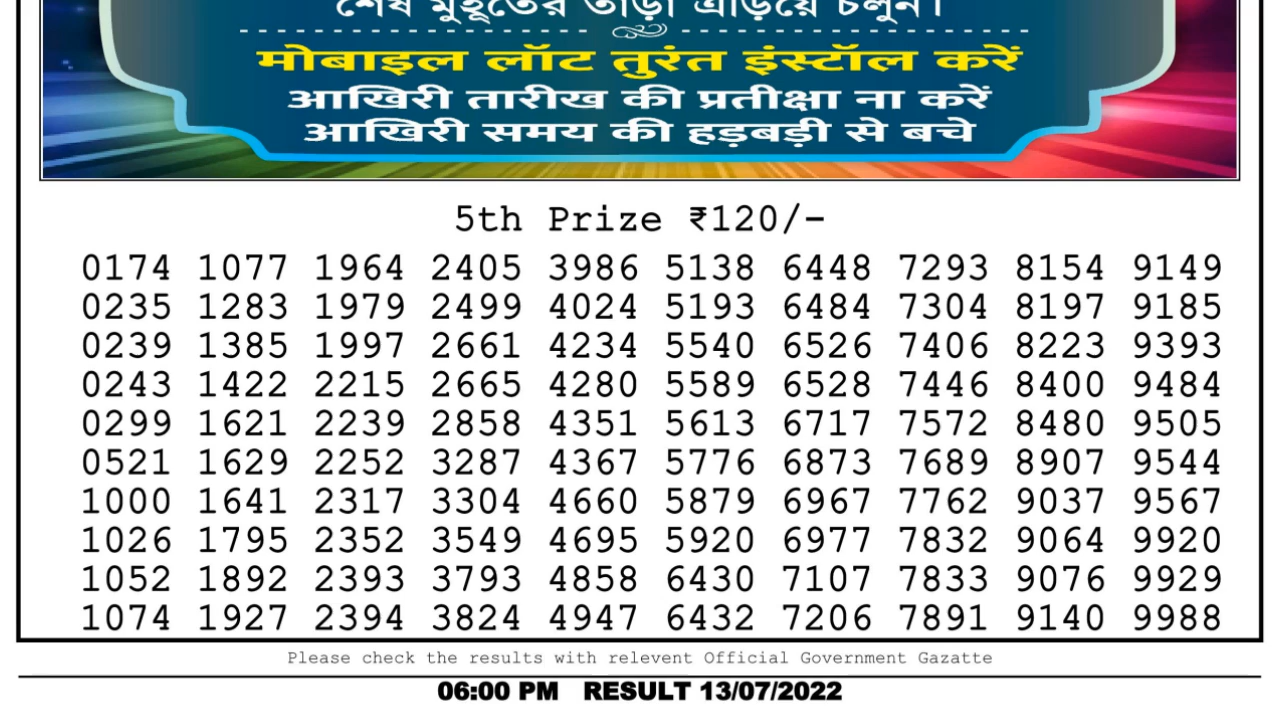 শেষ মুহূর্তের তাড়া এড়িয়ে চলুন।
मोबाइल लॉट तुरंत इंस्टॉल करें
आखिरी तारीख की प्रतीक्षा ना करें
आखिरी समय की हड़बड़ी से बचे
5th Prize ₹120/-
0174 1077 1964 2405 3986 5138 6448 7293 8154 9149
0235 1283 1979 2499 4024 5193 6484 7304 8197 9185
0239 1385 1997 2661 4234 5540 6526 7406 8223 9393
0243 1422 2215 2665 4280 5589 6528 7446 8400 9484
0299 1621 2239 2858 4351 5613 6717 7572 8480 9505
0521 1629 2252 3287 4367 5776 6873 7689 8907 9544
1000 1641 2317 3304 4660 5879 6967 7762 9037 9567
1026 1795 2352 3549 4695 5920 6977 7832 9064 9920
1052 1892 2393 3793 4858 6430 7107 7833 9076 9929
1074 1927 2394 3824 4947 6432 7206 7891 9140 9988
Please check the results with relevent Official Government Gazatte
06:00 PM RESULT 13/07/2022